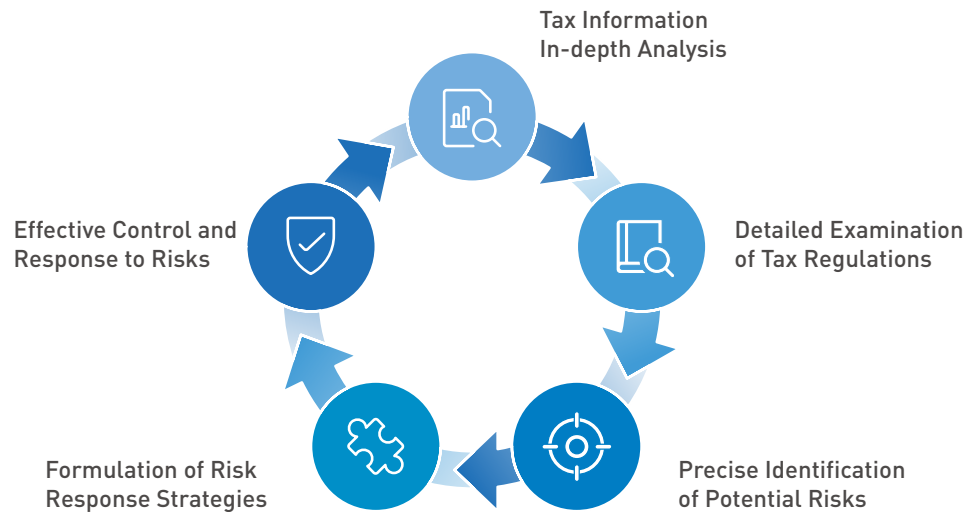 Tax Information
In-depth Analysis
Detailed Examination
of Tax Regulations
Precise Identification
of Potential Risks
Formulation of Risk
Response Strategies
Effective Control and
Response to Risks